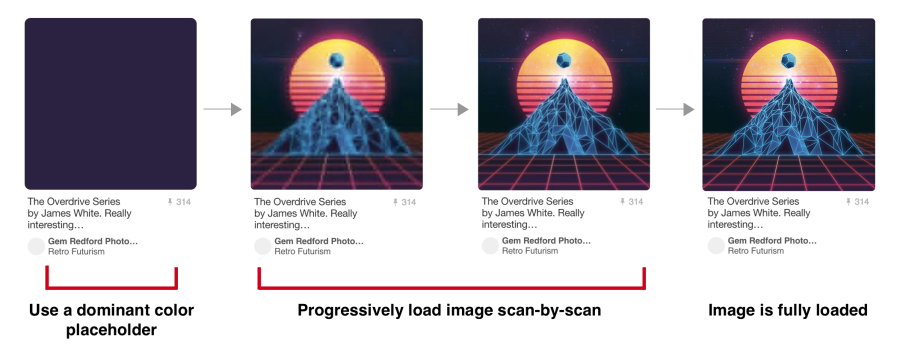 The Overdrive Series
by James White. Really
interesting…
314
Gem Redford Photo…
Retro Futurism
The Overdrive Series
by James White. Really
interesting…
314
Gem Redford Photo…
Retro Futurism
The Overdrive Series
by James White. Really
interesting…
314
Gem Redford Photo…
Retro Futurism
The Overdrive Series
by James White. Really
interesting…
314
Gem Redford Photo…
Retro Futurism
Use a dominant color
placeholder
Progressively load image scan-by-scan
Image is fully loaded